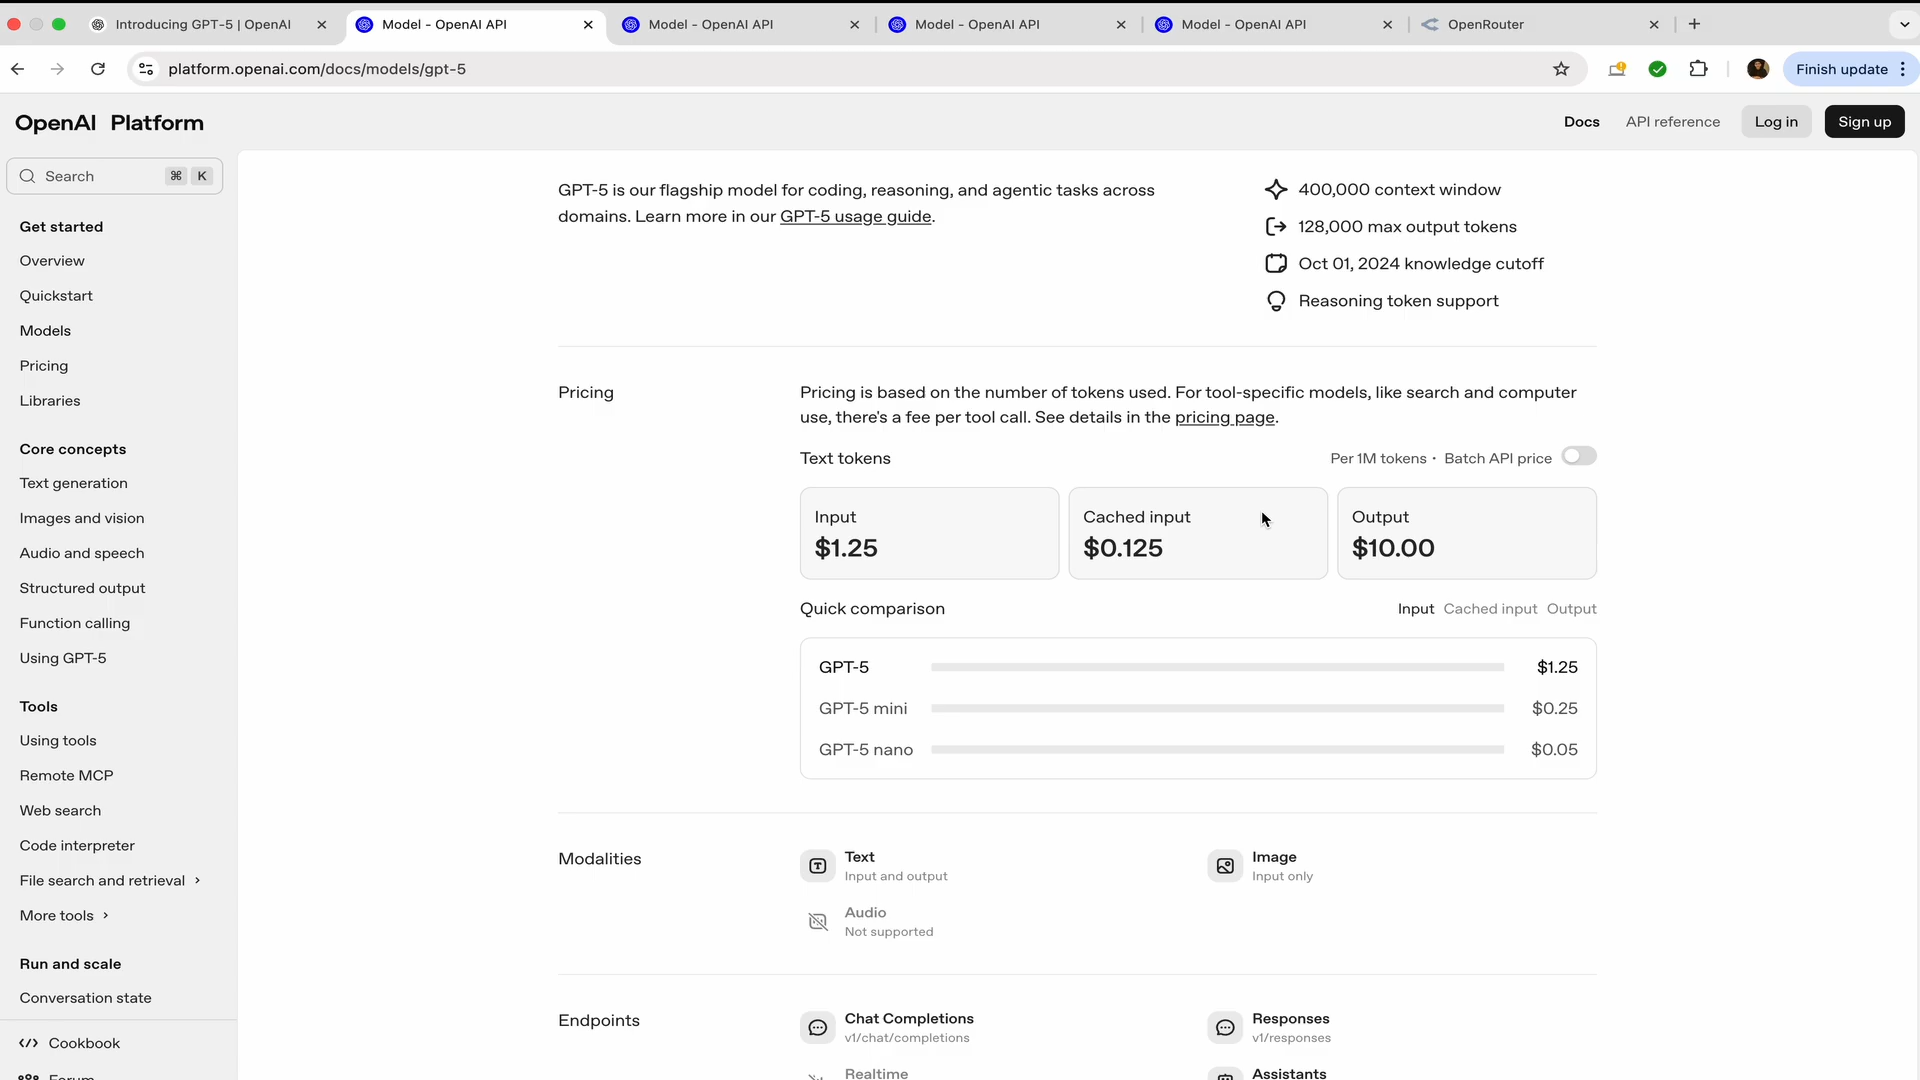 Introducing GPT-5 | OpenAI
Model - OpenAI API
Model - OpenAI API
Model - OpenAI API
Model - OpenAI API
OpenRouter
platform.openai.com/docs/models/gpt-5
Finish update
OpenAI Platform
Docs
API reference
Log in
Sign up
Search
⌘ K
Get started
Overview
Quickstart
Models
Pricing
Libraries
Core concepts
Text generation
Images and vision
Audio and speech
Structured output
Function calling
Using GPT-5
Tools
Using tools
Remote MCP
Web search
Code interpreter
File search and retrieval
More tools
Run and scale
Conversation state
Cookbook
Forum
GPT-5 is our flagship model for coding, reasoning, and agentic tasks across
domains. Learn more in our GPT-5 usage guide.
400,000 context window
128,000 max output tokens
Oct 01, 2024 knowledge cutoff
Reasoning token support
Pricing
Pricing is based on the number of tokens used. For tool-specific models, like search and computer
use, there's a fee per tool call. See details in the pricing page.
Text tokens
Per 1M tokens · Batch API price
Input
$1.25
Cached input
$0.125
Output
$10.00
Quick comparison
Input Cached input Output
GPT-5 $1.25
GPT-5 mini $0.25
GPT-5 nano $0.05
Modalities
Text
Input and output
Image
Input only
Audio
Not supported
Endpoints
Chat Completions
v1/chat/completions
Responses
v1/responses
Realtime
Assistants